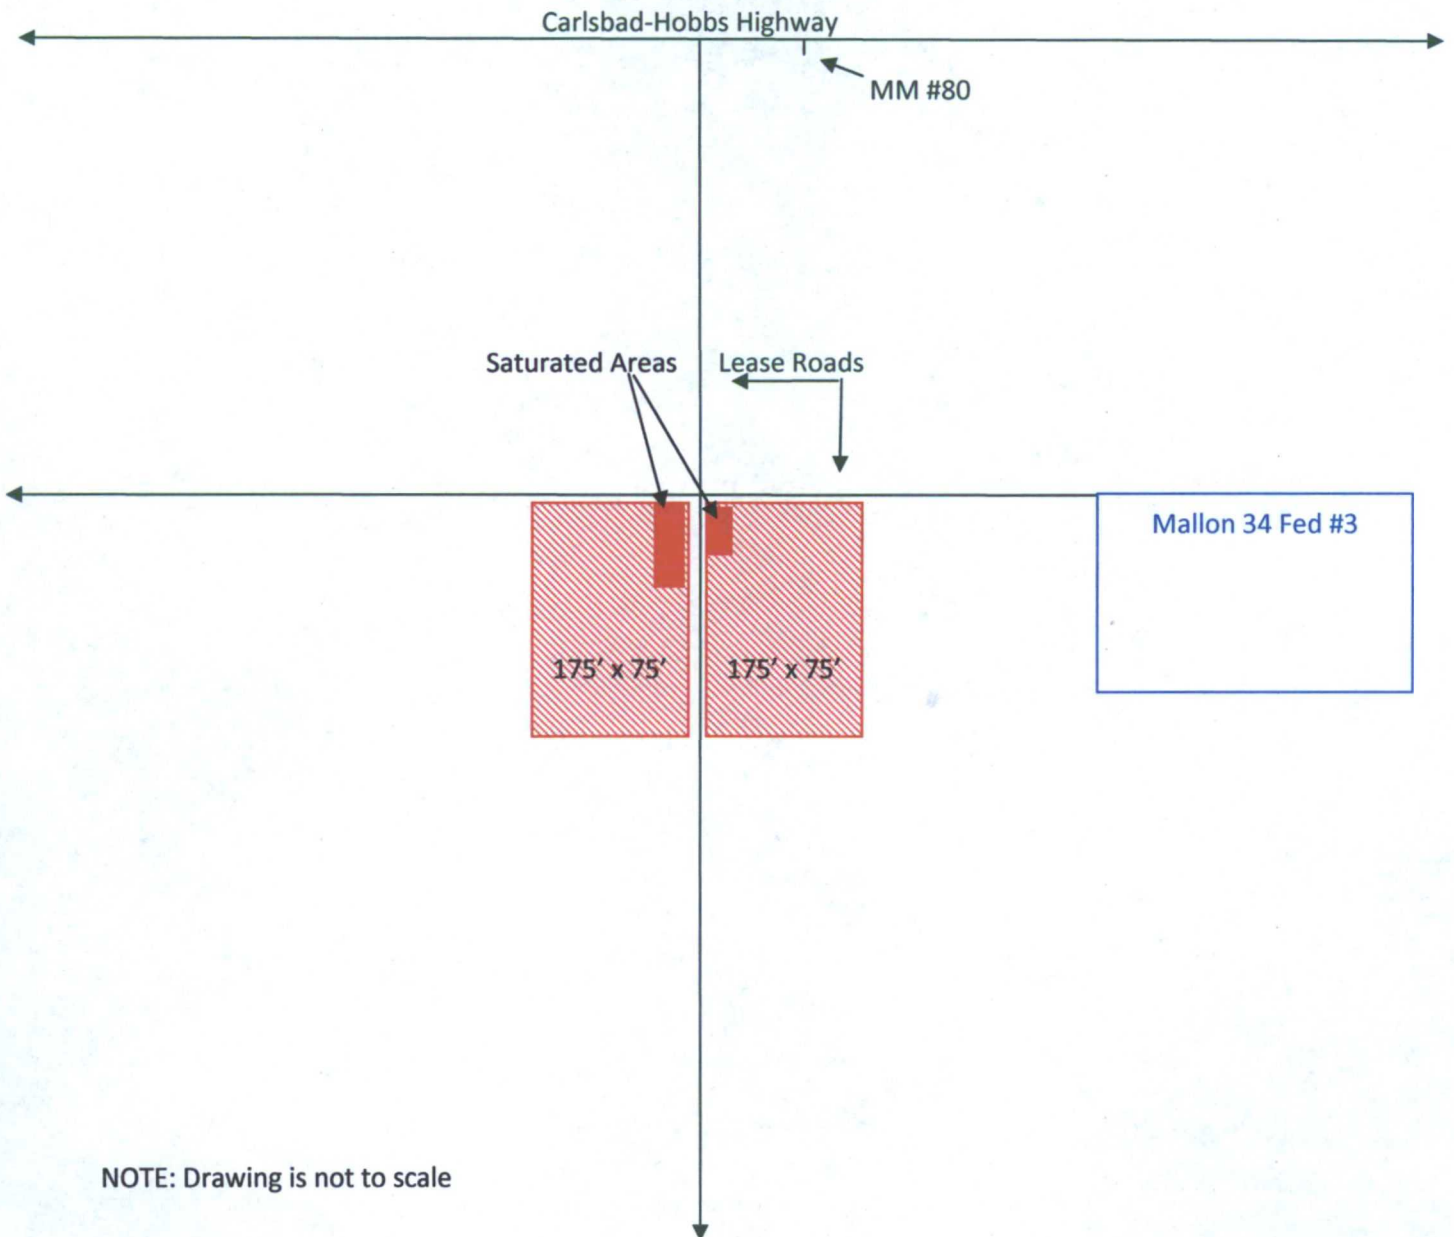 Carlsbad-Hobbs Highway
MM #80
Saturated Areas
Lease Roads
Mallon 34 Fed #3
175’ x 75’
175’ x 75’
NOTE: Drawing is not to scale